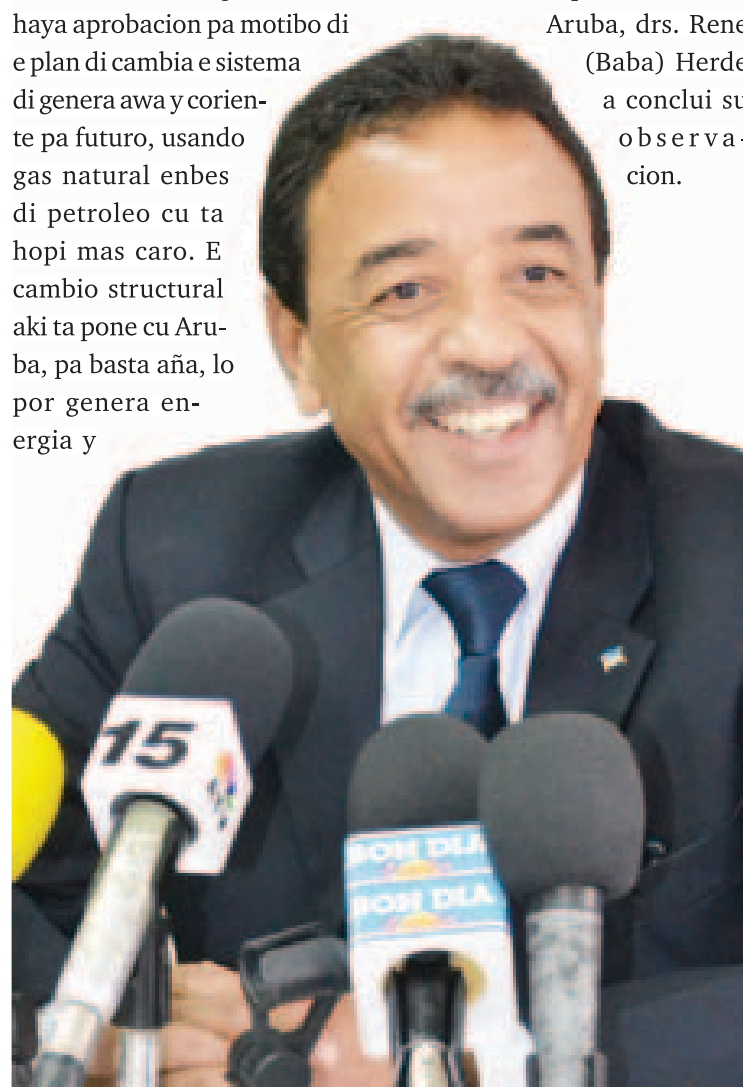 haya aprobacion pa motibo di
e plan di cambia e sistema
di genera awa y corien-
te pa futuro, usando
gas natural enbes
di petroleo cu ta
hopi mas caro. E
cambio structural
aki ta pone cu Aru-
ba, pa basta aña, lo
por genera en-
ergia y
Aruba, drs. Rene
(Baba) Herde
a conclui su
observa-
cion.
15
BON DIA
BON DIA